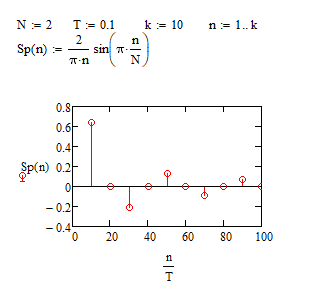 N := 2 T := 0.1 k := 10 n := 1..k
Sp(n) := 2/(π·n) sin(π·n/N)
0.8
0.6
0.4
Sp(n) 0.2
0
−0.2
−0.4
0 20 40 60 80 100
n
T